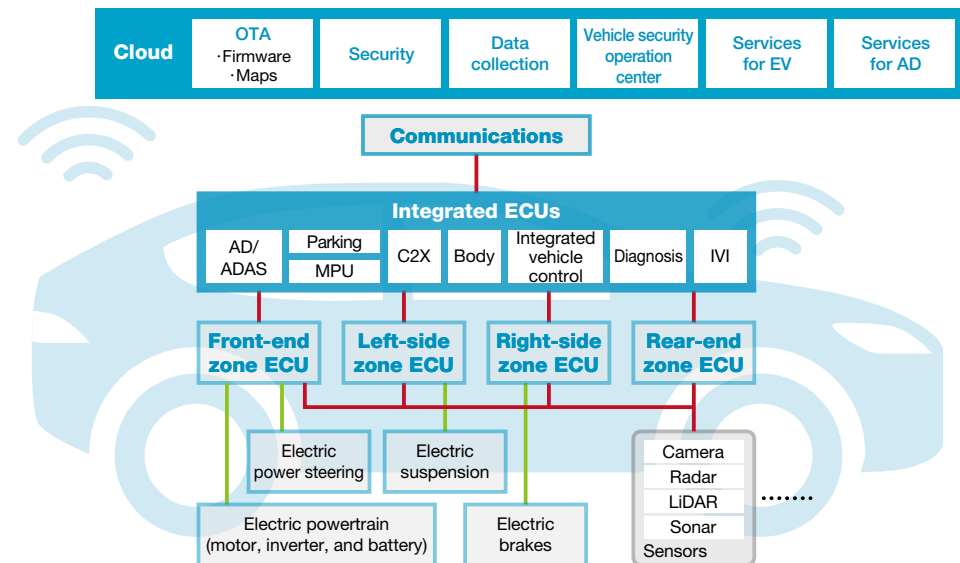 Cloud
OTA
·Firmware
·Maps
Security
Data
collection
Vehicle security
operation
center
Services
for EV
Services
for AD
Communications
Integrated ECUs
AD/
ADAS
Parking
MPU
C2X
Body
Integrated
vehicle
control
Diagnosis
IVI
Front-end
zone ECU
Left-side
zone ECU
Right-side
zone ECU
Rear-end
zone ECU
Electric
power steering
Electric
suspension
Electric powertrain
(motor, inverter, and battery)
Electric
brakes
Camera
Radar
LiDAR
Sonar
Sensors
........